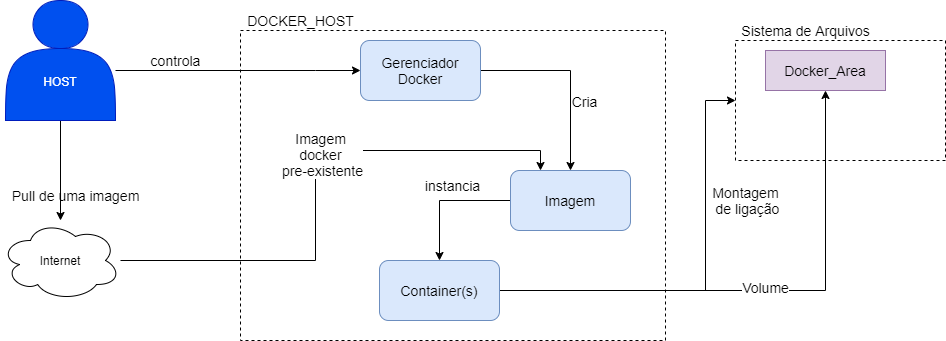 DOCKER_HOST
Sistema de Arquivos
HOST
controla
Gerenciador
Docker
Docker_Area
Cria
Imagem
docker
pre-existente
Pull de uma imagem
instancia
Imagem
Montagem
de ligação
Internet
Container(s)
Volume